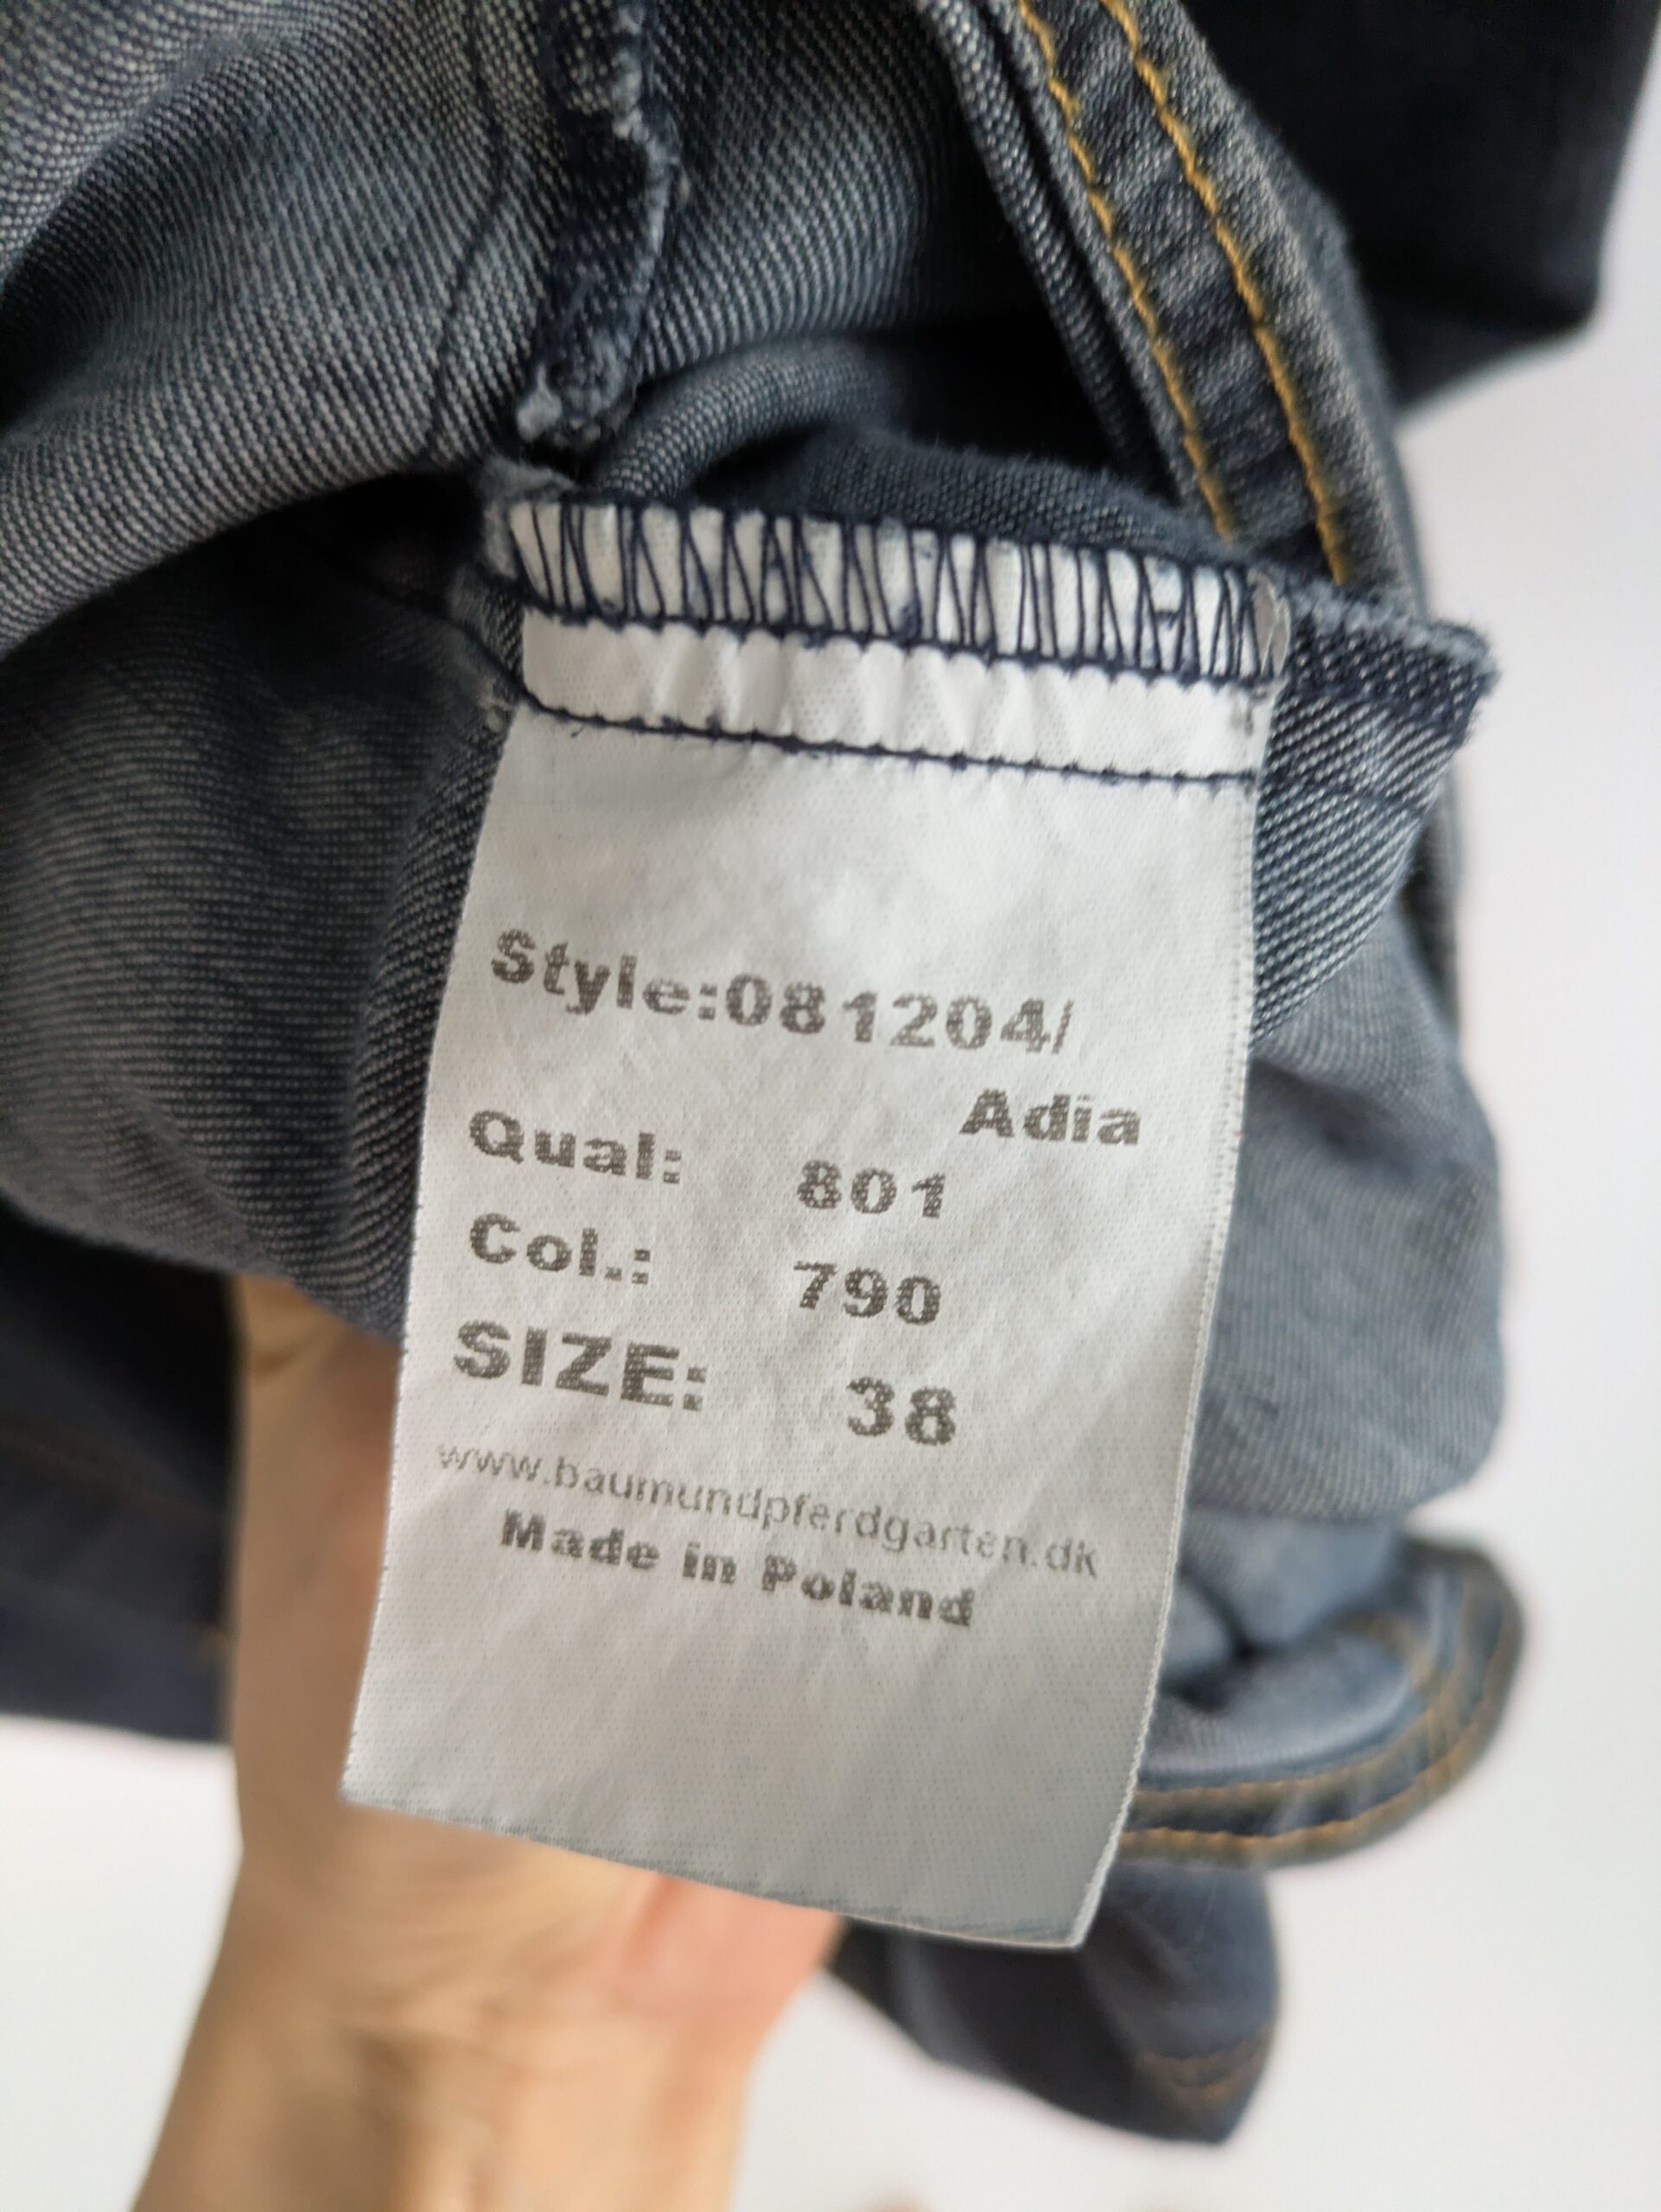 Style:081204/
Adia
Qual: 801
Col.: 790
SIZE: 38
www.baumundpferdgarten.dk
Made in Poland